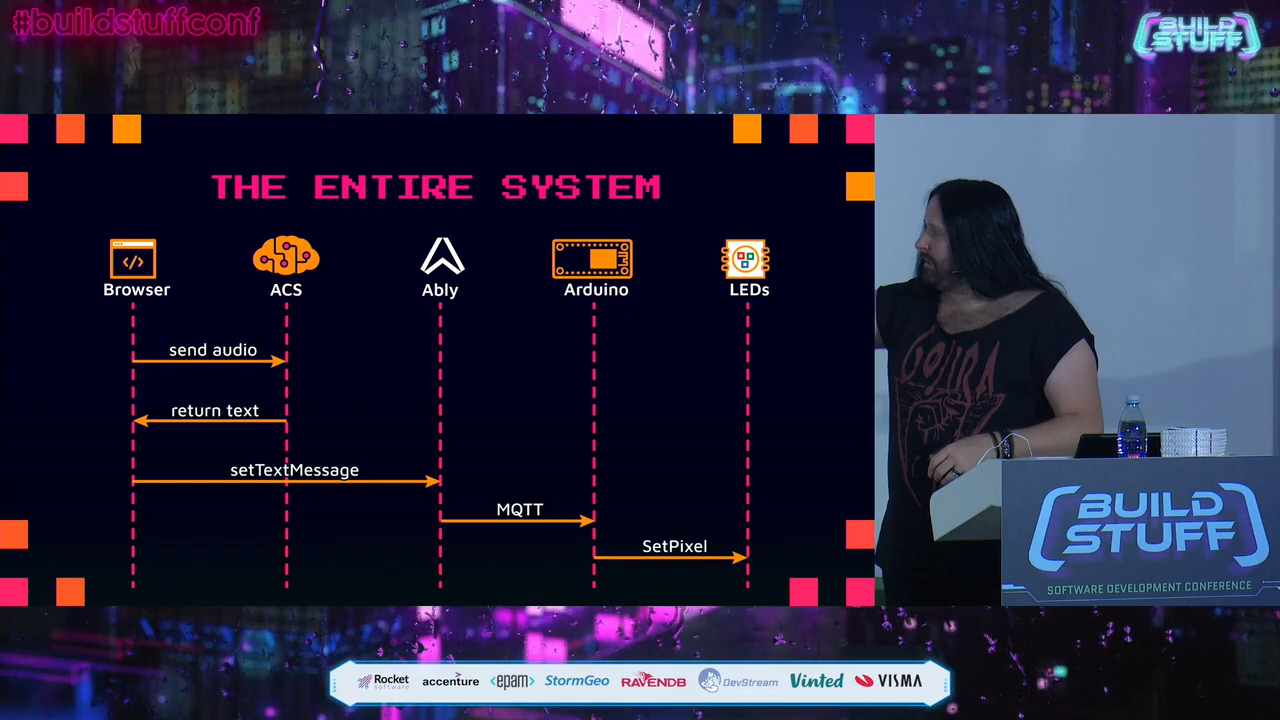 #buildstuffconf
BUILD
STUFF
THE ENTIRE SYSTEM
Browser
ACS
Ably
Arduino
LEDs
send audio
return text
setTextMessage
MQTT
SetPixel
GOJIRA
BUILD
STUFF
SOFTWARE DEVELOPMENT CONFERENCE
Rocket
software
accenture
<epam>
StormGeo
RAVENDB
DevStream
Vinted
VISMA